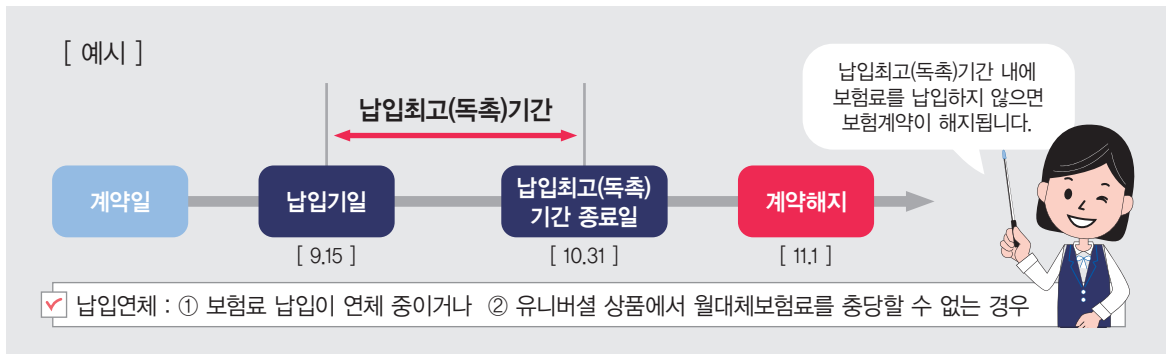 [ 예시 ]
납입최고(독촉)기간 내에
보험료를 납입하지 않으면
보험계약이 해지됩니다.
납입최고(독촉)기간
계약일
납입기일
납입최고(독촉)
기간 종료일
계약해지
[ 9.15 ]
[ 10.31 ]
[ 11.1 ]
납입연체 : ① 보험료 납입이 연체 중이거나 ② 유니버셜 상품에서 월대체보험료를 충당할 수 없는 경우